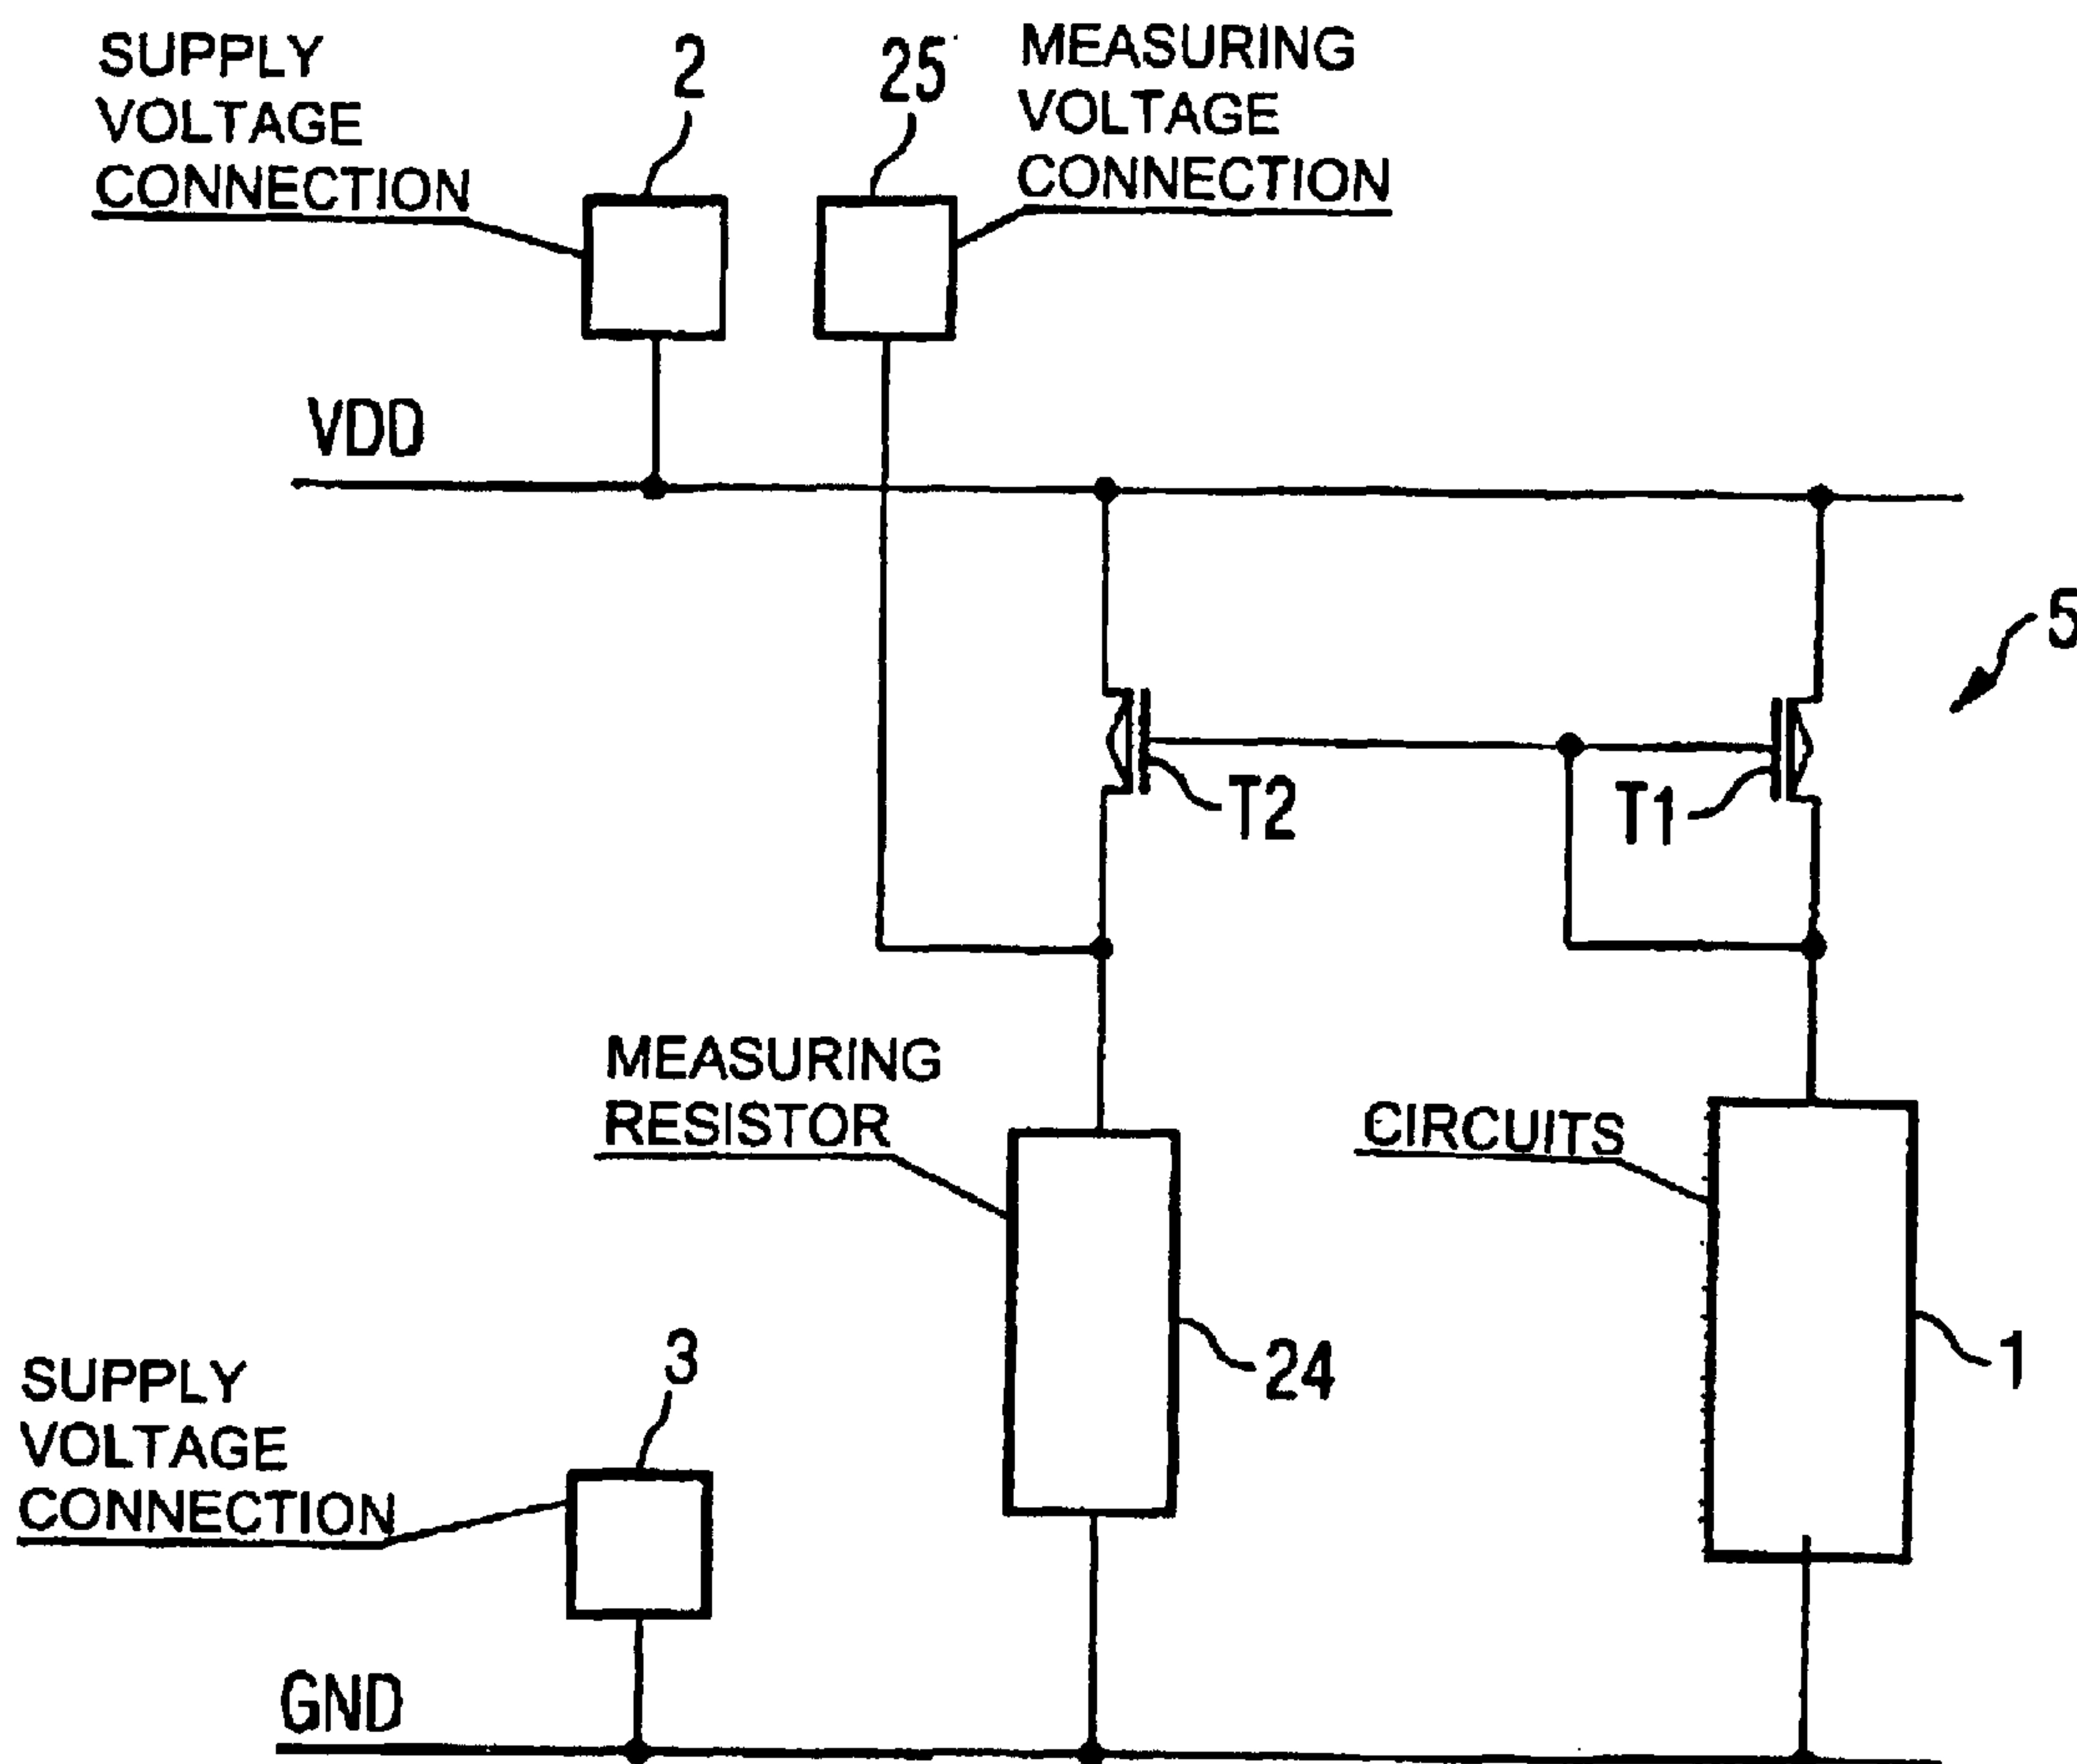 SUPPLY
VOLTAGE
CONNECTION
2
25
MEASURING
VOLTAGE
CONNECTION
VDD
5
T2
T1
MEASURING
RESISTOR
CIRCUITS
24
1
SUPPLY
VOLTAGE
CONNECTION
3
GND